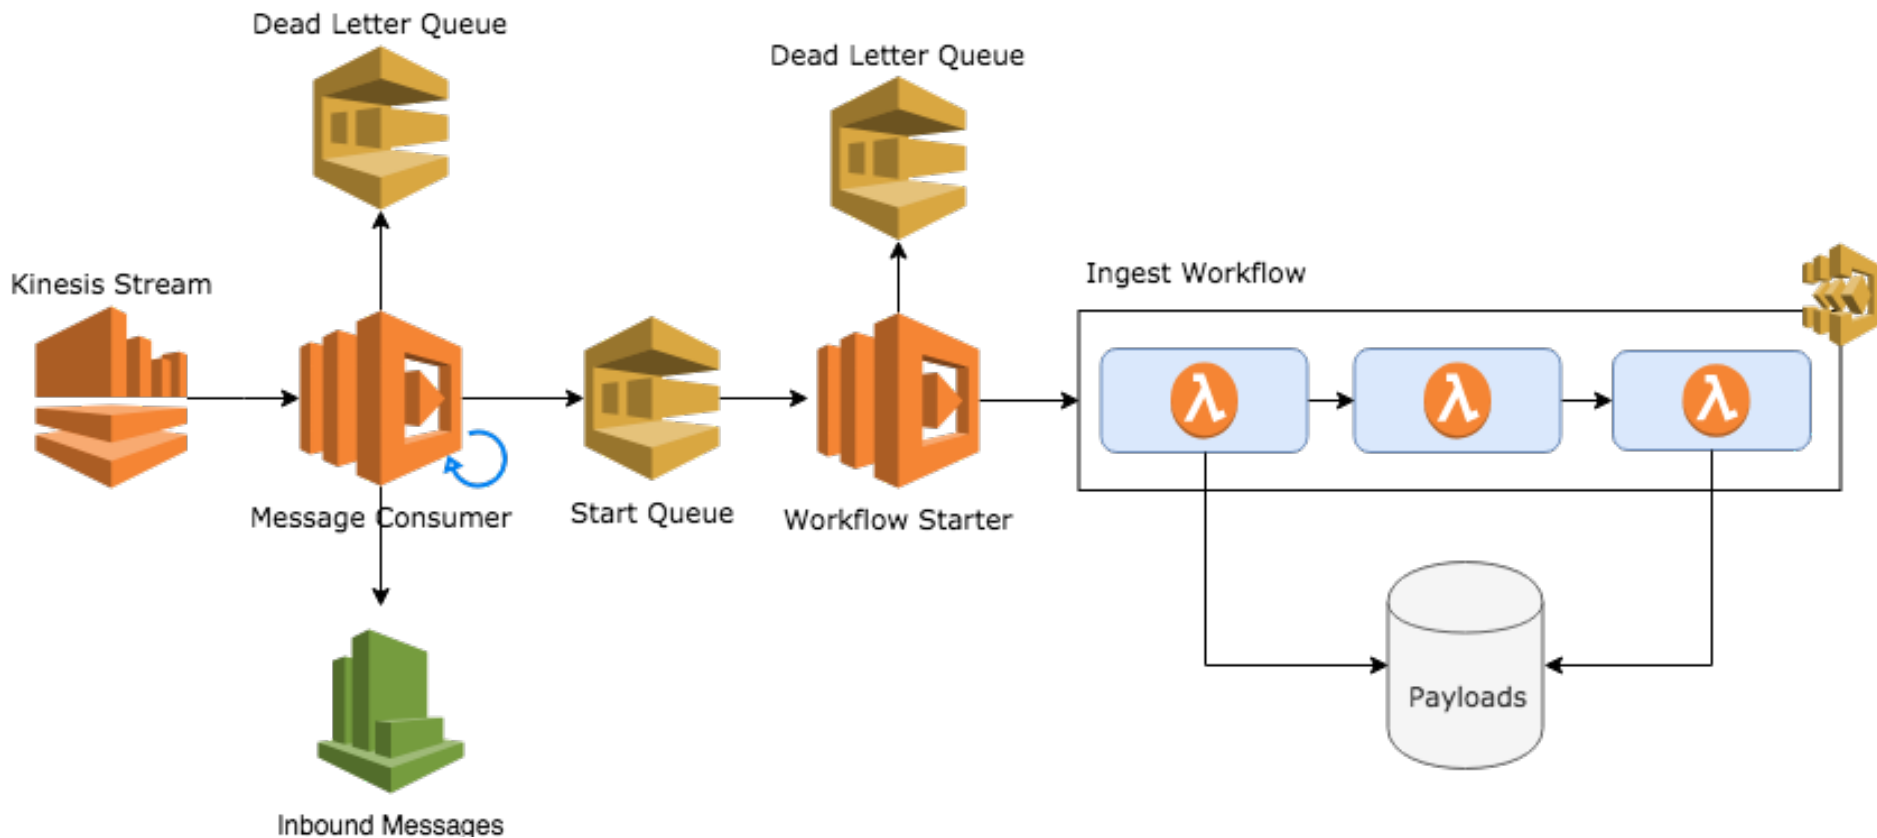 Dead Letter Queue
Dead Letter Queue
Kinesis Stream
Ingest Workflow
λ
λ
λ
Message Consumer
Start Queue
Workflow Starter
Payloads
Inbound Messages